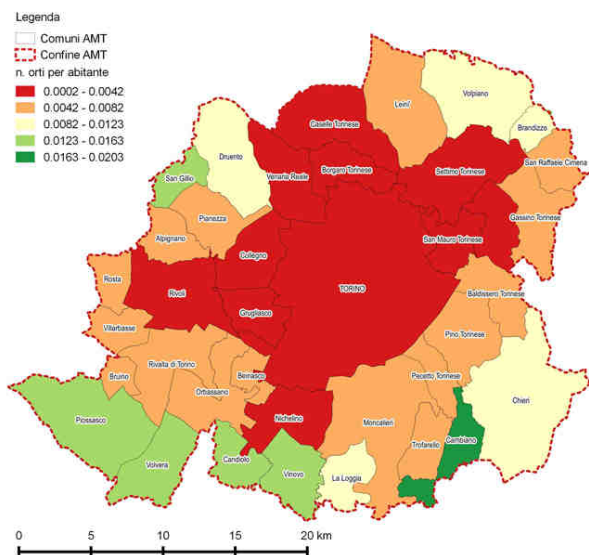 Legenda
Comuni AMT
Confine AMT
n. orti per abitante
0.0002 - 0.0042
0.0042 - 0.0082
0.0082 - 0.0123
0.0123 - 0.0163
0.0163 - 0.0203
Caselle Torinese
Leinì
Volpiano
Brandizzo
Druento
Venaria Reale
Borgaro Torinese
Settimo Torinese
San Raffaele Cimena
San Gillio
Pianezza
Gassino Torinese
Alpignano
Collegno
San Mauro Torinese
Rosta
Rivoli
TORINO
Baldissero Torinese
Grugliasco
Villarbasse
Pino Torinese
Rivalta di Torino
Bruino
Beinasco
Pecetto Torinese
Orbassano
Chieri
Piossasco
Nichelino
Moncalieri
Trofarello
Cambiano
Volvera
Candiolo
Vinovo
La Loggia
0 5 10 15 20 km